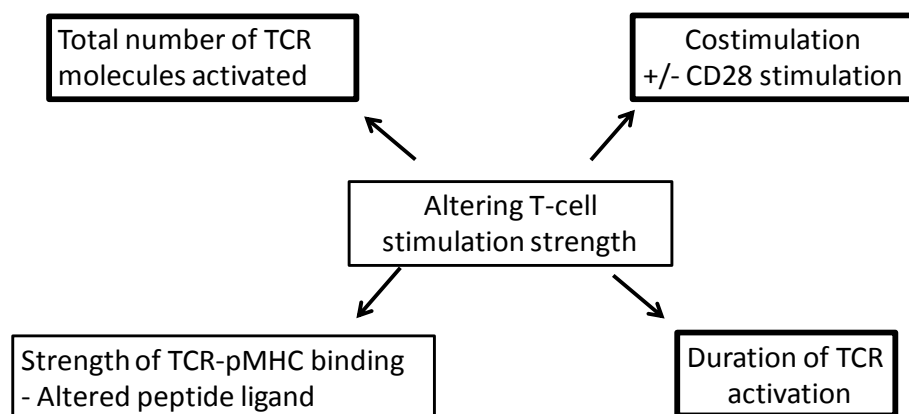 Total number of TCR
molecules activated
Costimulation
+/- CD28 stimulation
Altering T-cell
stimulation strength
Strength of TCR-pMHC binding
- Altered peptide ligand
Duration of TCR
activation